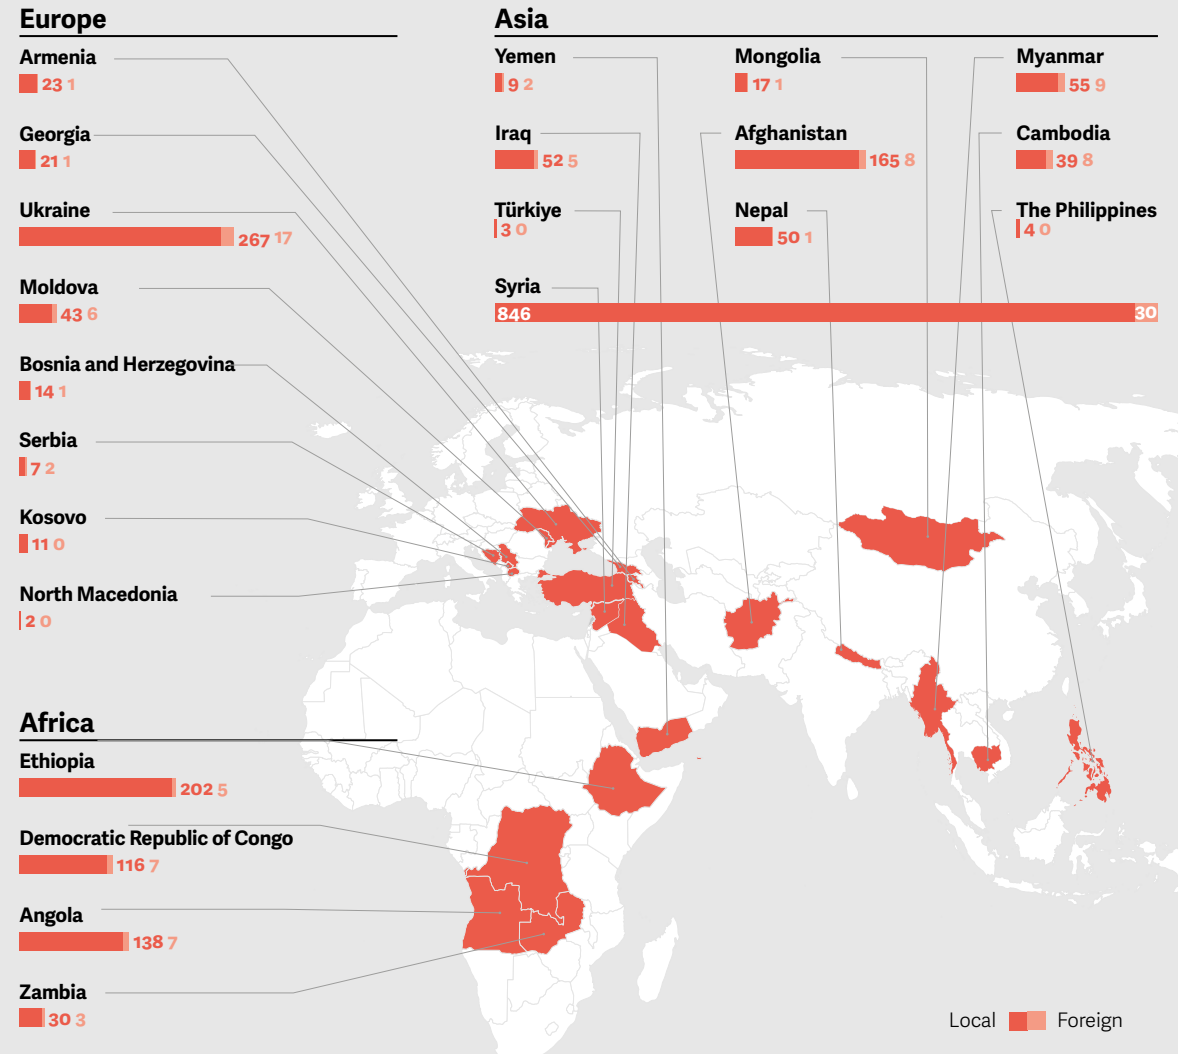 Europe
Armenia
23 1
Georgia
21 1
Ukraine
267 17
Moldova
43 6
Bosnia and Herzegovina
14 1
Serbia
7 2
Kosovo
11 0
North Macedonia
2 0
Africa
Ethiopia
202 5
Democratic Republic of Congo
116 7
Angola
138 7
Zambia
30 3
Asia
Yemen
9 2
Iraq
52 5
Türkiye
3 0
Syria
846 30
Mongolia
17 1
Afghanistan
165 8
Nepal
50 1
Myanmar
55 9
Cambodia
39 8
The Philippines
4 0
Local Foreign